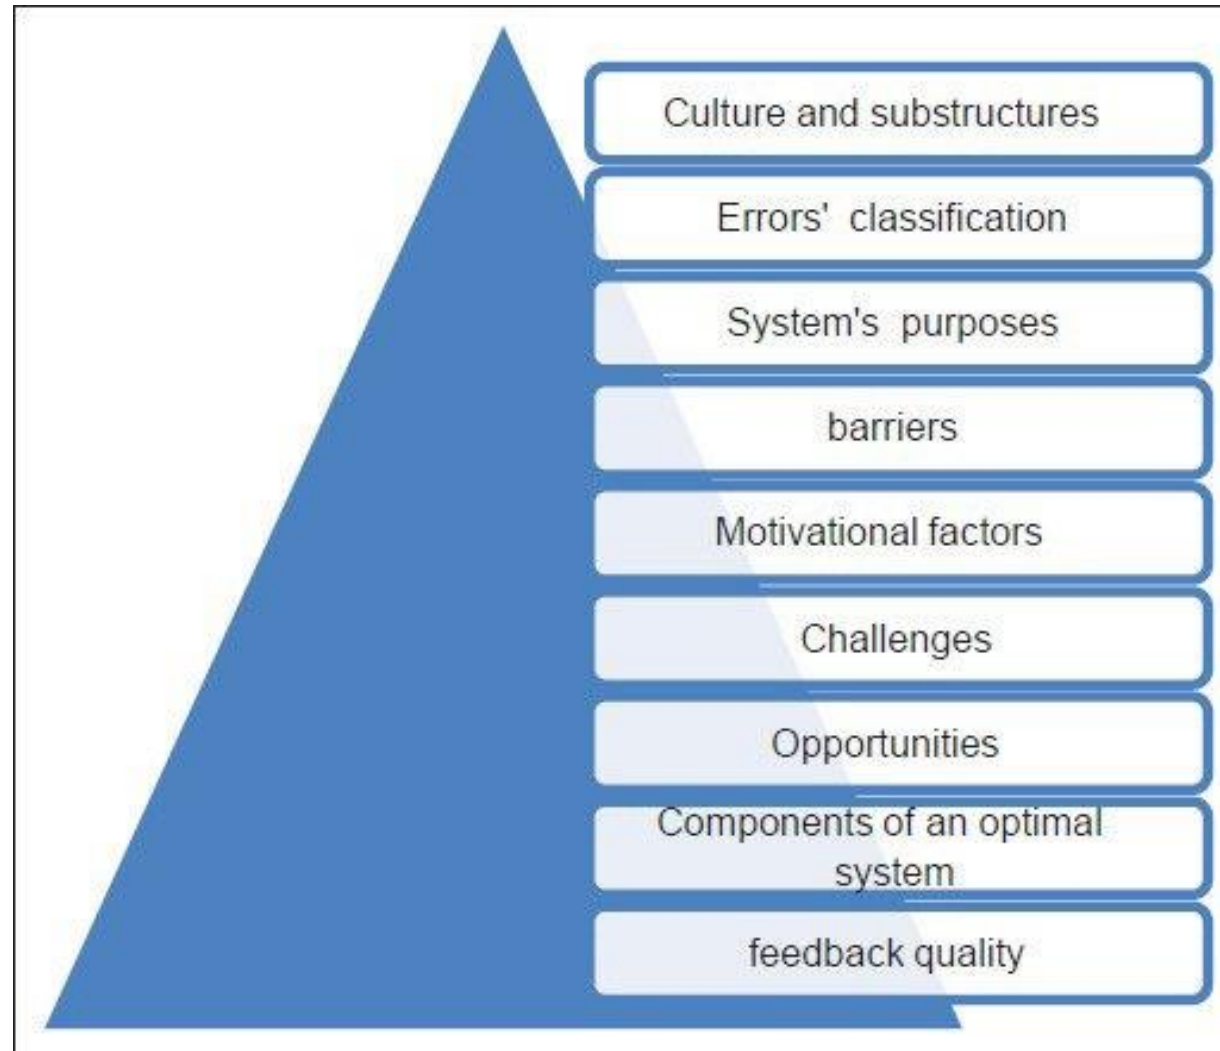 Culture and substructures
Errors' classification
System's purposes
barriers
Motivational factors
Challenges
Opportunities
Components of an optimal
system
feedback quality